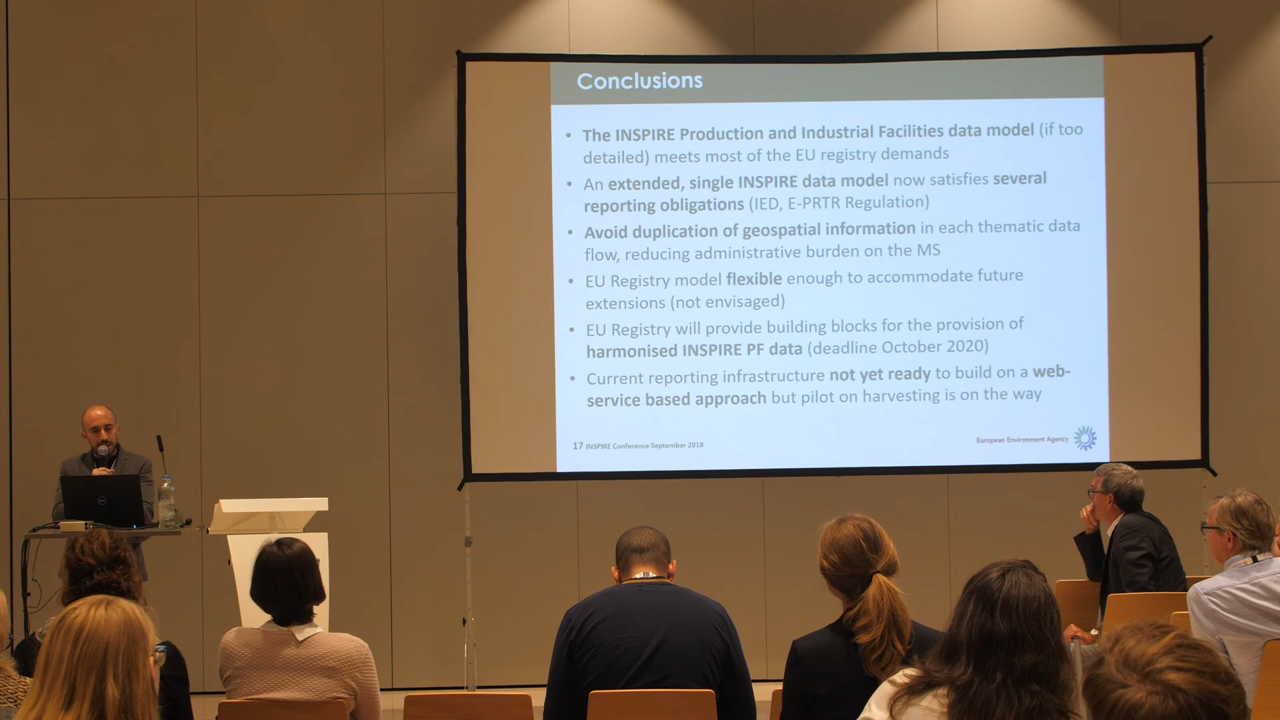 Conclusions
• The INSPIRE Production and Industrial Facilities data model (if too
detailed) meets most of the EU registry demands
• An extended, single INSPIRE data model now satisfies several
reporting obligations (IED, E-PRTR Regulation)
• Avoid duplication of geospatial information in each thematic data
flow, reducing administrative burden on the MS
• EU Registry model flexible enough to accommodate future
extensions (not envisaged)
• EU Registry will provide building blocks for the provision of
harmonised INSPIRE PF data (deadline October 2020)
• Current reporting infrastructure not yet ready to build on a web-
service based approach but pilot on harvesting is on the way
17 INSPIRE Conference September 2018
European Environment Agency
DELL